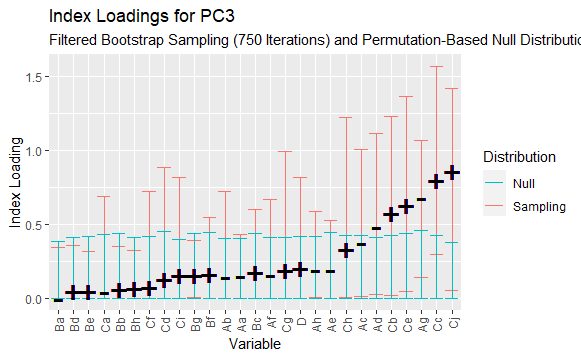 Index Loadings for PC3
Filtered Bootstrap Sampling (750 Iterations) and Permutation-Based Null Distributio
1.5
1.0
0.5
0.0
Index Loading
Ba Bd Be Ca Bb Bh Cf Cd Ci Bg Bf Ab Aa Bc Af Cg D Ah Ae Ch Ac Ad Cb Ce Ag Cc Cj
Variable
Distribution
Null
Sampling